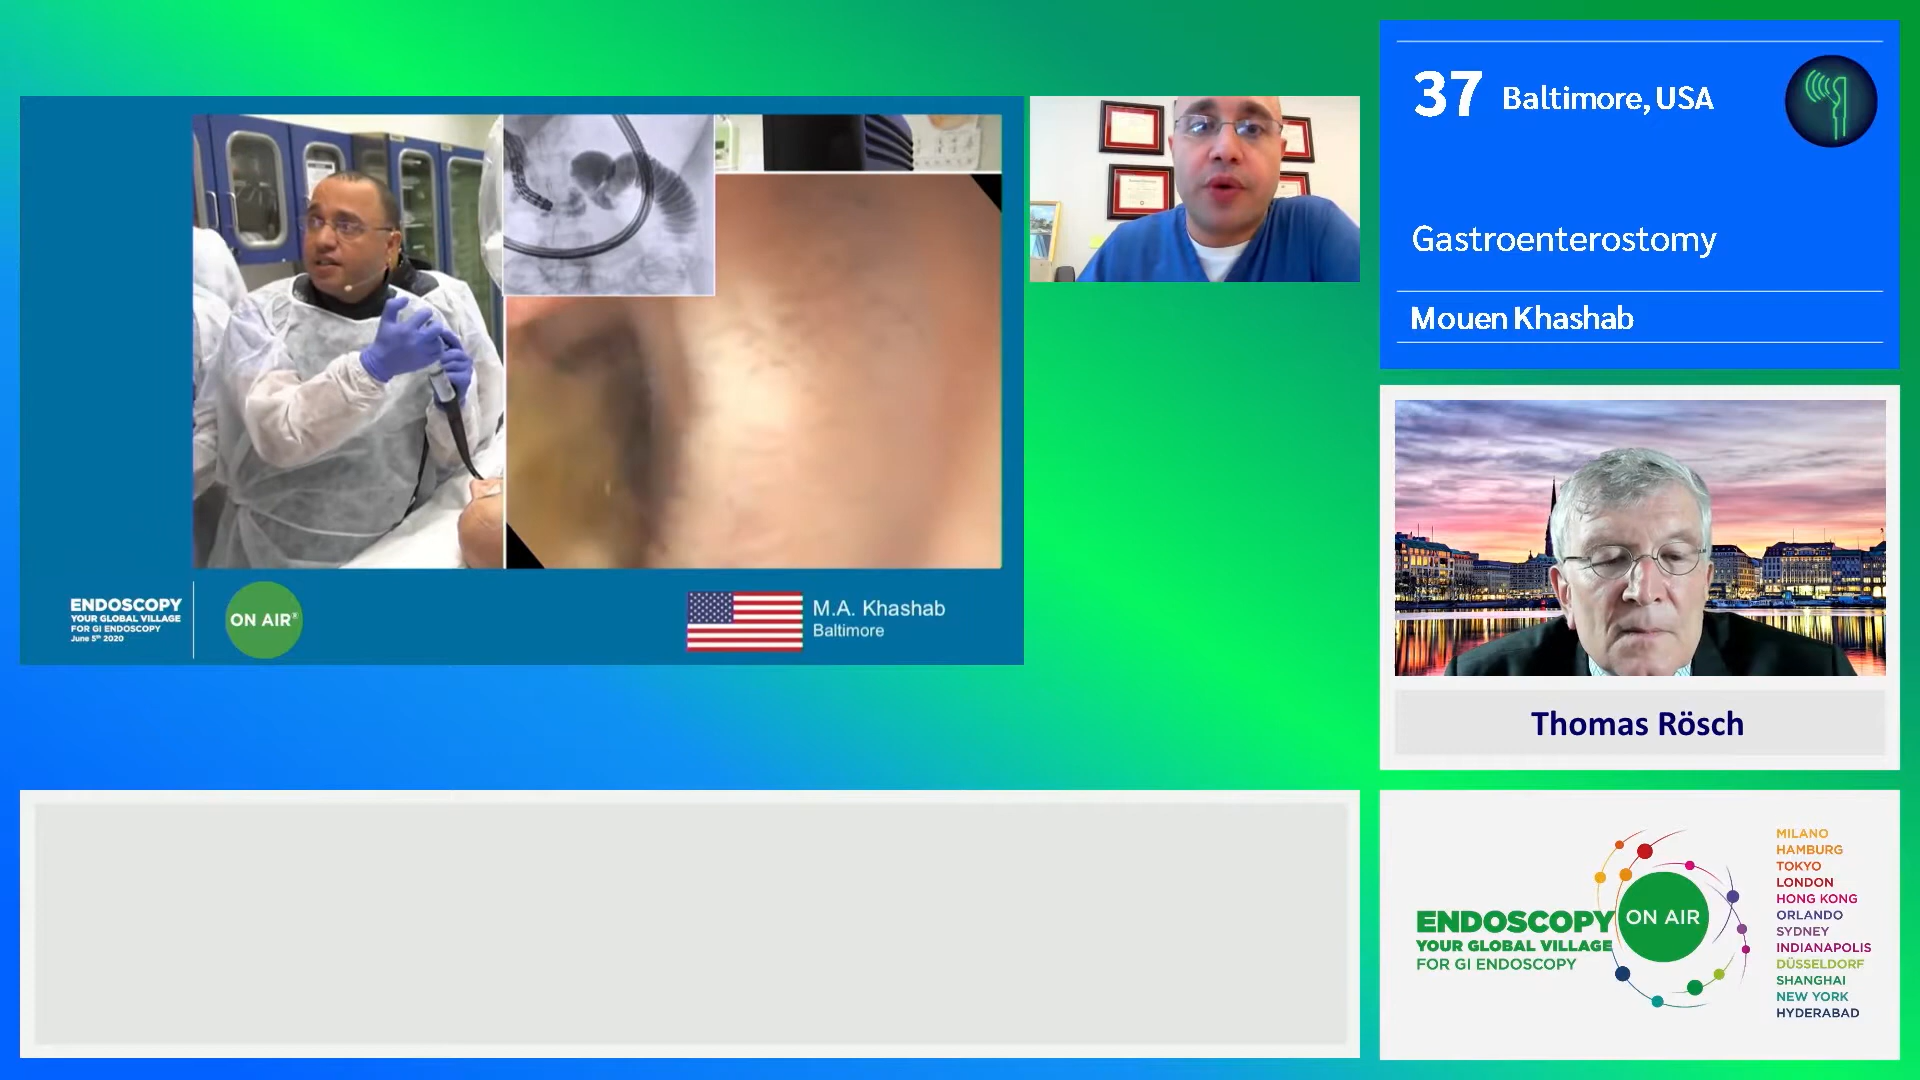 37 Baltimore, USA
Gastroenterostomy
Mouen Khashab
ENDOSCOPY
YOUR GLOBAL VILLAGE
FOR GI ENDOSCOPY
June 5th 2020
ON AIR®
M.A. Khashab
Baltimore
Thomas Rösch
ENDOSCOPY
YOUR GLOBAL VILLAGE
FOR GI ENDOSCOPY
ON AIR
MILANO
HAMBURG
TOKYO
LONDON
HONG KONG
ORLANDO
SYDNEY
INDIANAPOLIS
DÜSSELDORF
SHANGHAI
NEW YORK
HYDERABAD